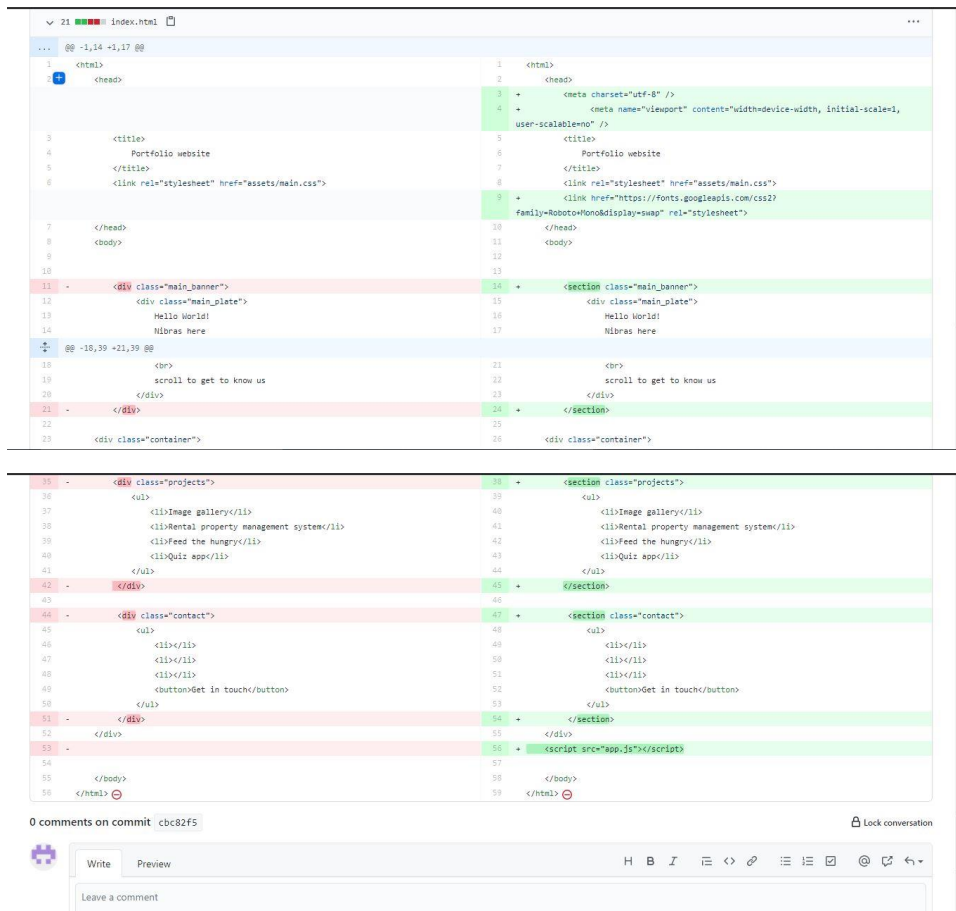 21 index.html
@@ -1,14 +1,17 @@
1 <html> 1 <html>
2 <head> 2 <head>
3 + <meta charset="utf-8" />
4 + <meta name="viewport" content="width=device-width, initial-scale=1,
user-scalable=no" />
3 <title> 5 <title>
4 Portfolio website 6 Portfolio website
5 </title> 7 </title>
6 <link rel="stylesheet" href="assets/main.css"> 8 <link rel="stylesheet" href="assets/main.css">
9 + <link href="https://fonts.googleapis.com/css2?
family=Roboto+Mono&display=swap" rel="stylesheet">
7 </head> 10 </head>
8 <body> 11 <body>
9 12
10 13
11 - <div class="main_banner"> 14 + <section class="main_banner">
12 <div class="main_plate"> 15 <div class="main_plate">
13 Hello World! 16 Hello World!
14 Nibras here 17 Nibras here
@@ -18,39 +21,39 @@
18 <br> 21 <br>
19 scroll to get to know us 22 scroll to get to know us
20 </div> 23 </div>
21 - </div> 24 + </section>
22 25
23 <div class="container"> 26 <div class="container">
35 - <div class="projects"> 38 + <section class="projects">
36 <ul> 39 <ul>
37 <li>Image gallery</li> 40 <li>Image gallery</li>
38 <li>Rental property management system</li> 41 <li>Rental property management system</li>
39 <li>Feed the hungry</li> 42 <li>Feed the hungry</li>
40 <li>Quiz app</li> 43 <li>Quiz app</li>
41 </ul> 44 </ul>
42 - </div> 45 + </section>
43 46
44 - <div class="contact"> 47 + <section class="contact">
45 <ul> 48 <ul>
46 <li></li> 49 <li></li>
47 <li></li> 50 <li></li>
48 <li></li> 51 <li></li>
49 <button>Get in touch</button> 52 <button>Get in touch</button>
50 </ul> 53 </ul>
51 - </div> 54 + </section>
52 </div> 55 </div>
53 - 56 + <script src="app.js"></script>
54 57
55 </body> 58 </body>
56 </html> 59 </html>
0 comments on commit cbc82f5 Lock conversation
Write Preview H B I
Leave a comment